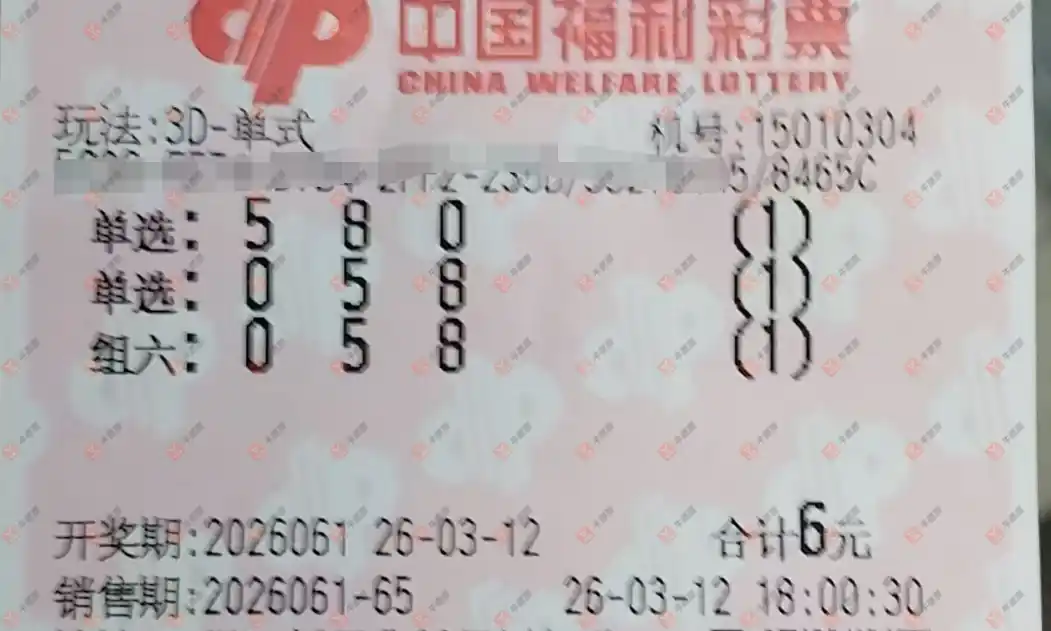 中国福利彩票
CHINA WELFARE LOTTERY
玩法:3D-单式 机号:15010304
/8465C
单选: 5 8 0 (1)
单选: 0 5 8 (1)
组六: 0 5 8 (1)
开奖期:2026061 26-03-12 合计6元
销售期:2026061-65 26-03-12 18:00:30